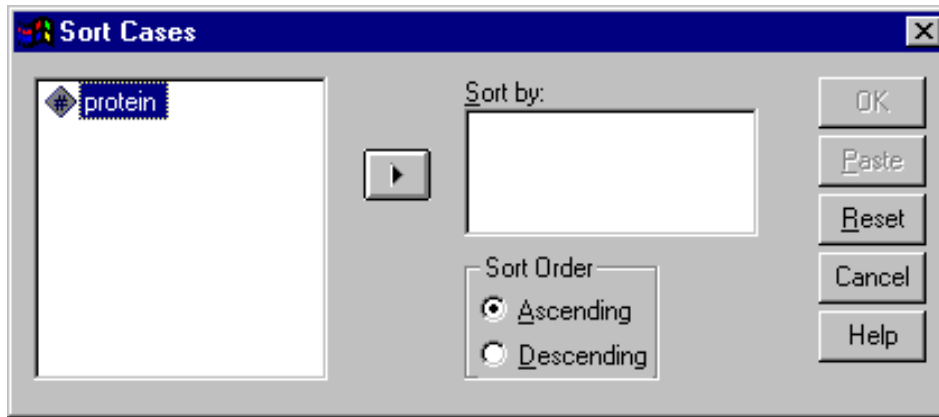 Sort Cases
# protein
Sort by:
Sort Order
Ascending
Descending
OK
Paste
Reset
Cancel
Help